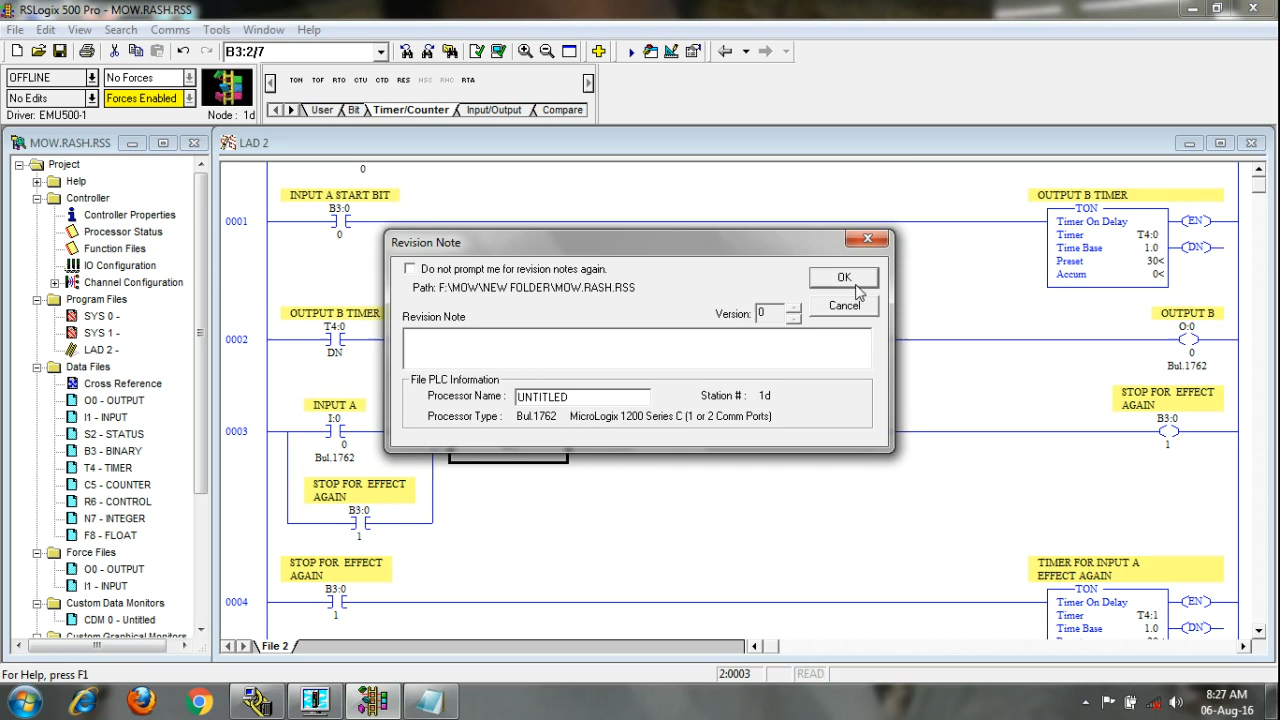 RSLogix 500 Pro - MOW.RASH.RSS
File Edit View Search Comms Tools Window Help
B3:2/7
OFFLINE No Forces
No Edits Forces Enabled
Driver: EMU500-1 Node : 1d
TON TOF RTO CTU CTD RES HSC RHC RTA
User Bit Timer/Counter Input/Output Compare
MOW.RASH.RSS
Project
Help
Controller
Controller Properties
Processor Status
Function Files
IO Configuration
Channel Configuration
Program Files
SYS 0 -
SYS 1 -
LAD 2 -
Data Files
Cross Reference
O0 - OUTPUT
I1 - INPUT
S2 - STATUS
B3 - BINARY
T4 - TIMER
C5 - COUNTER
R6 - CONTROL
N7 - INTEGER
F8 - FLOAT
Force Files
O0 - OUTPUT
I1 - INPUT
Custom Data Monitors
CDM 0 - Untitled
Custom Graphical Monitors
LAD 2
0
INPUT A START BIT
B3:0
0001
0
OUTPUT B TIMER
TON
Timer On Delay EN
Timer T4:0
Time Base 1.0 DN
Preset 30<
Accum 0<
OUTPUT B TIMER
T4:0
0002
DN
OUTPUT B
O:0
0
Bul.1762
INPUT A
I:0
0003
0
Bul.1762
STOP FOR EFFECT
AGAIN
B3:0
1
STOP FOR EFFECT
AGAIN
B3:0
1
STOP FOR EFFECT
AGAIN
B3:0
0004
1
TIMER FOR INPUT A
EFFECT AGAIN
TON
Timer On Delay EN
Timer T4:1
Time Base 1.0 DN
Revision Note
Do not prompt me for revision notes again.
OK
Path: F:\MOW\NEW FOLDER\MOW.RASH.RSS
Cancel
Version: 0
Revision Note
File PLC Information
Processor Name : UNTITLED Station # : 1d
Processor Type : Bul.1762 MicroLogix 1200 Series C (1 or 2 Comm Ports)
File 2
For Help, press F1
2:0003 READ
8:27 AM
06-Aug-16